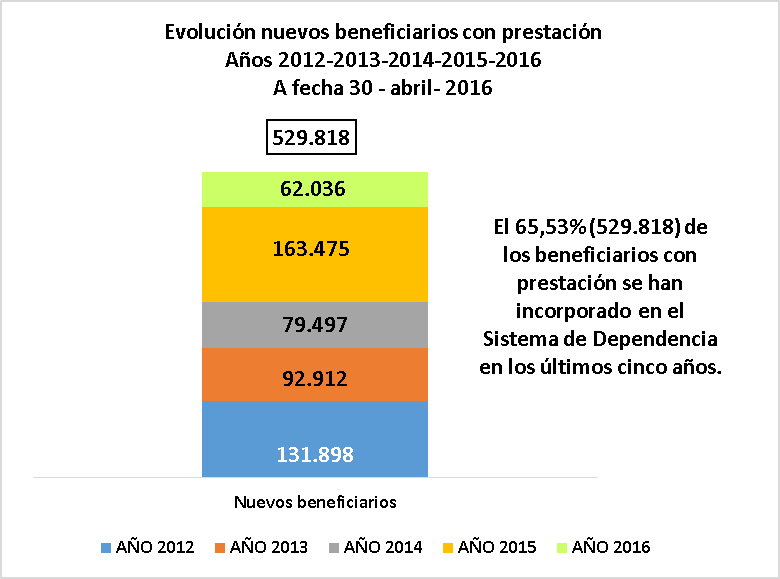 Evolución nuevos beneficiarios con prestación
Años 2012-2013-2014-2015-2016
A fecha 30 - abril- 2016
529.818
62.036
163.475
79.497
92.912
131.898
El 65,53% (529.818) de
los beneficiarios con
prestación se han
incorporado en el
Sistema de Dependencia
en los últimos cinco años.
Nuevos beneficiarios
AÑO 2012 AÑO 2013 AÑO 2014 AÑO 2015 AÑO 2016